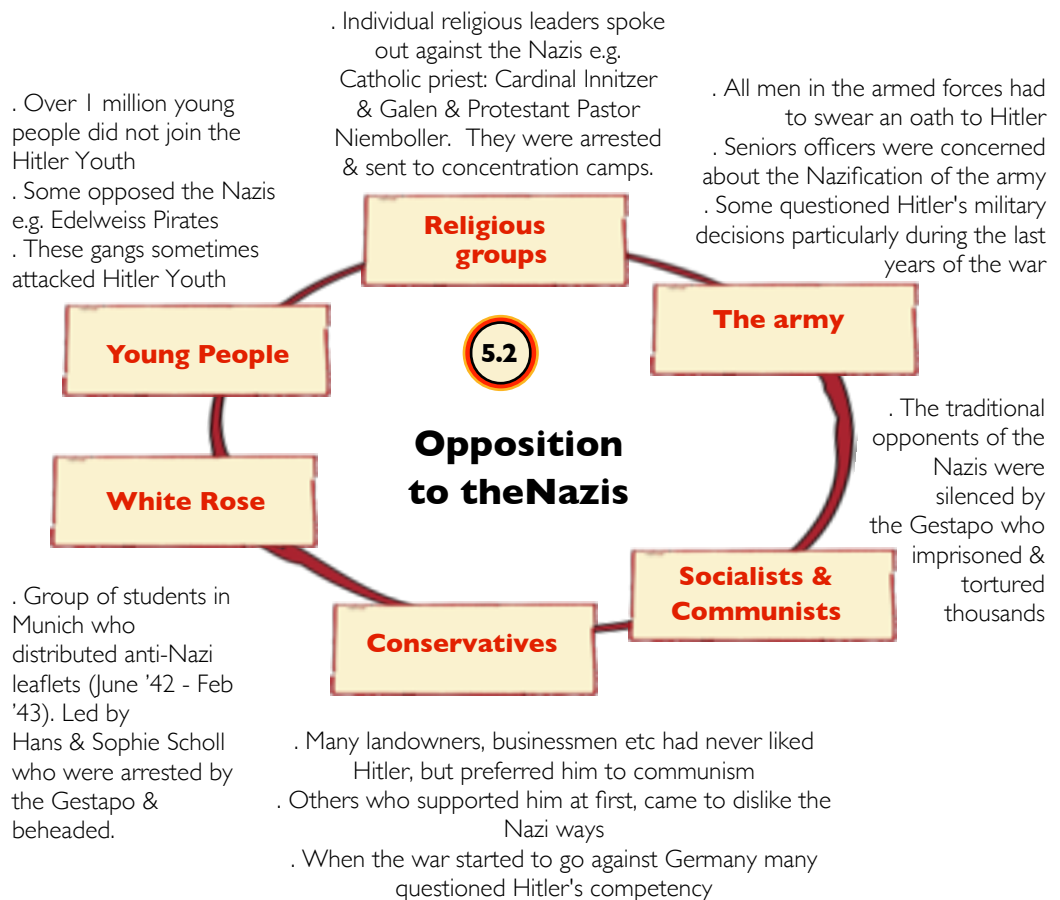 . Individual religious leaders spoke
out against the Nazis e.g.
Catholic priest: Cardinal Innitzer
& Galen & Protestant Pastor
Niemboller. They were arrested
& sent to concentration camps.
. Over 1 million young
people did not join the
Hitler Youth
. Some opposed the Nazis
e.g. Edelweiss Pirates
. These gangs sometimes
attacked Hitler Youth
. All men in the armed forces had
to swear an oath to Hitler
. Seniors officers were concerned
about the Nazification of the army
. Some questioned Hitler's military
decisions particularly during the last
years of the war
Religious
groups
The army
Young People
5.2
Opposition
to theNazis
White Rose
. The traditional
opponents of the
Nazis were
silenced by
the Gestapo who
imprisoned &
tortured
thousands
Socialists &
Communists
Conservatives
. Group of students in
Munich who
distributed anti-Nazi
leaflets (June '42 - Feb
'43). Led by
Hans & Sophie Scholl
who were arrested by
the Gestapo &
beheaded.
. Many landowners, businessmen etc had never liked
Hitler, but preferred him to communism
. Others who supported him at first, came to dislike the
Nazi ways
. When the war started to go against Germany many
questioned Hitler's competency